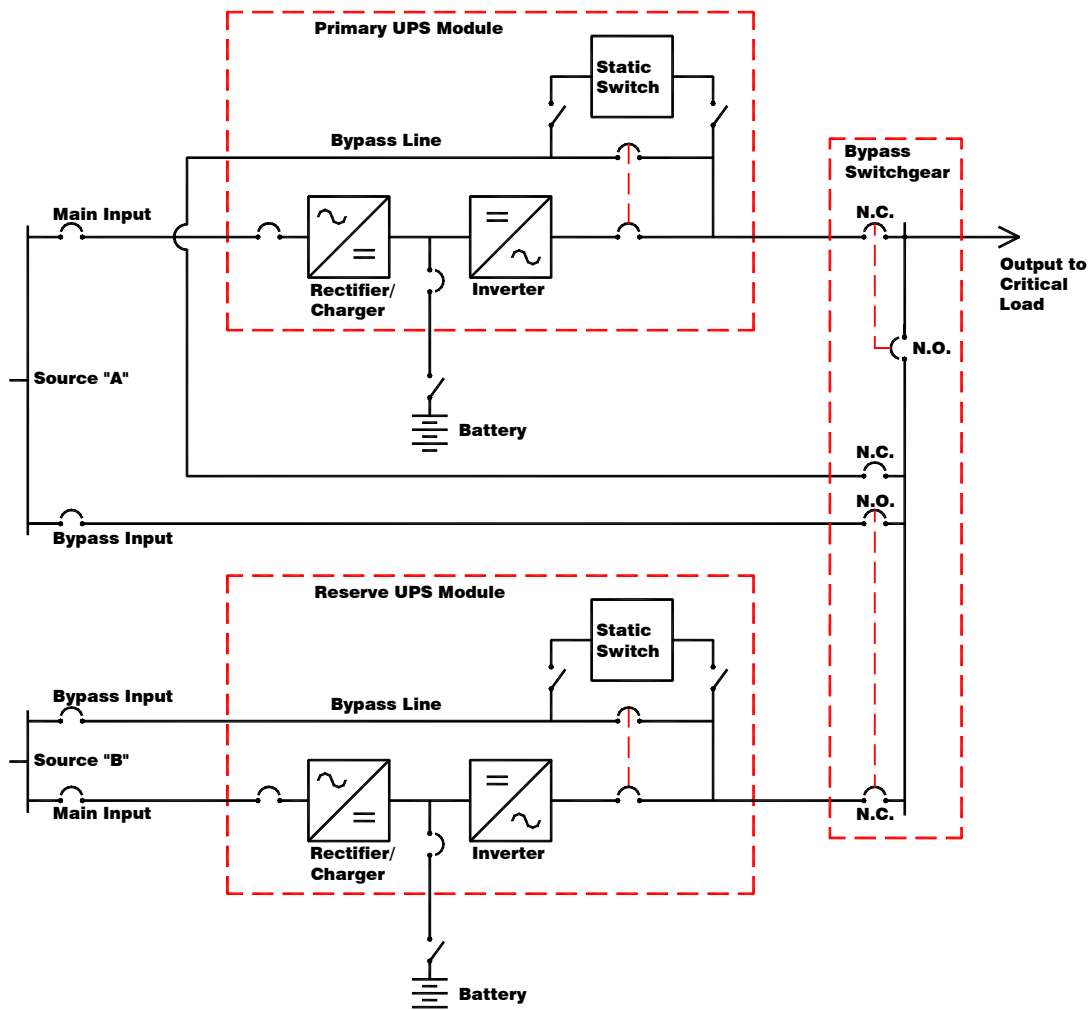 Primary UPS Module
Static
Switch
Bypass Line
Bypass
Switchgear
Main Input
N.C.
Rectifier/
Charger
Inverter
Output to
Critical
Load
N.O.
Source "A"
Battery
N.C.
N.O.
Bypass Input
Reserve UPS Module
Static
Switch
Bypass Input
Bypass Line
Source "B"
Main Input
N.C.
Rectifier/
Charger
Inverter
Battery